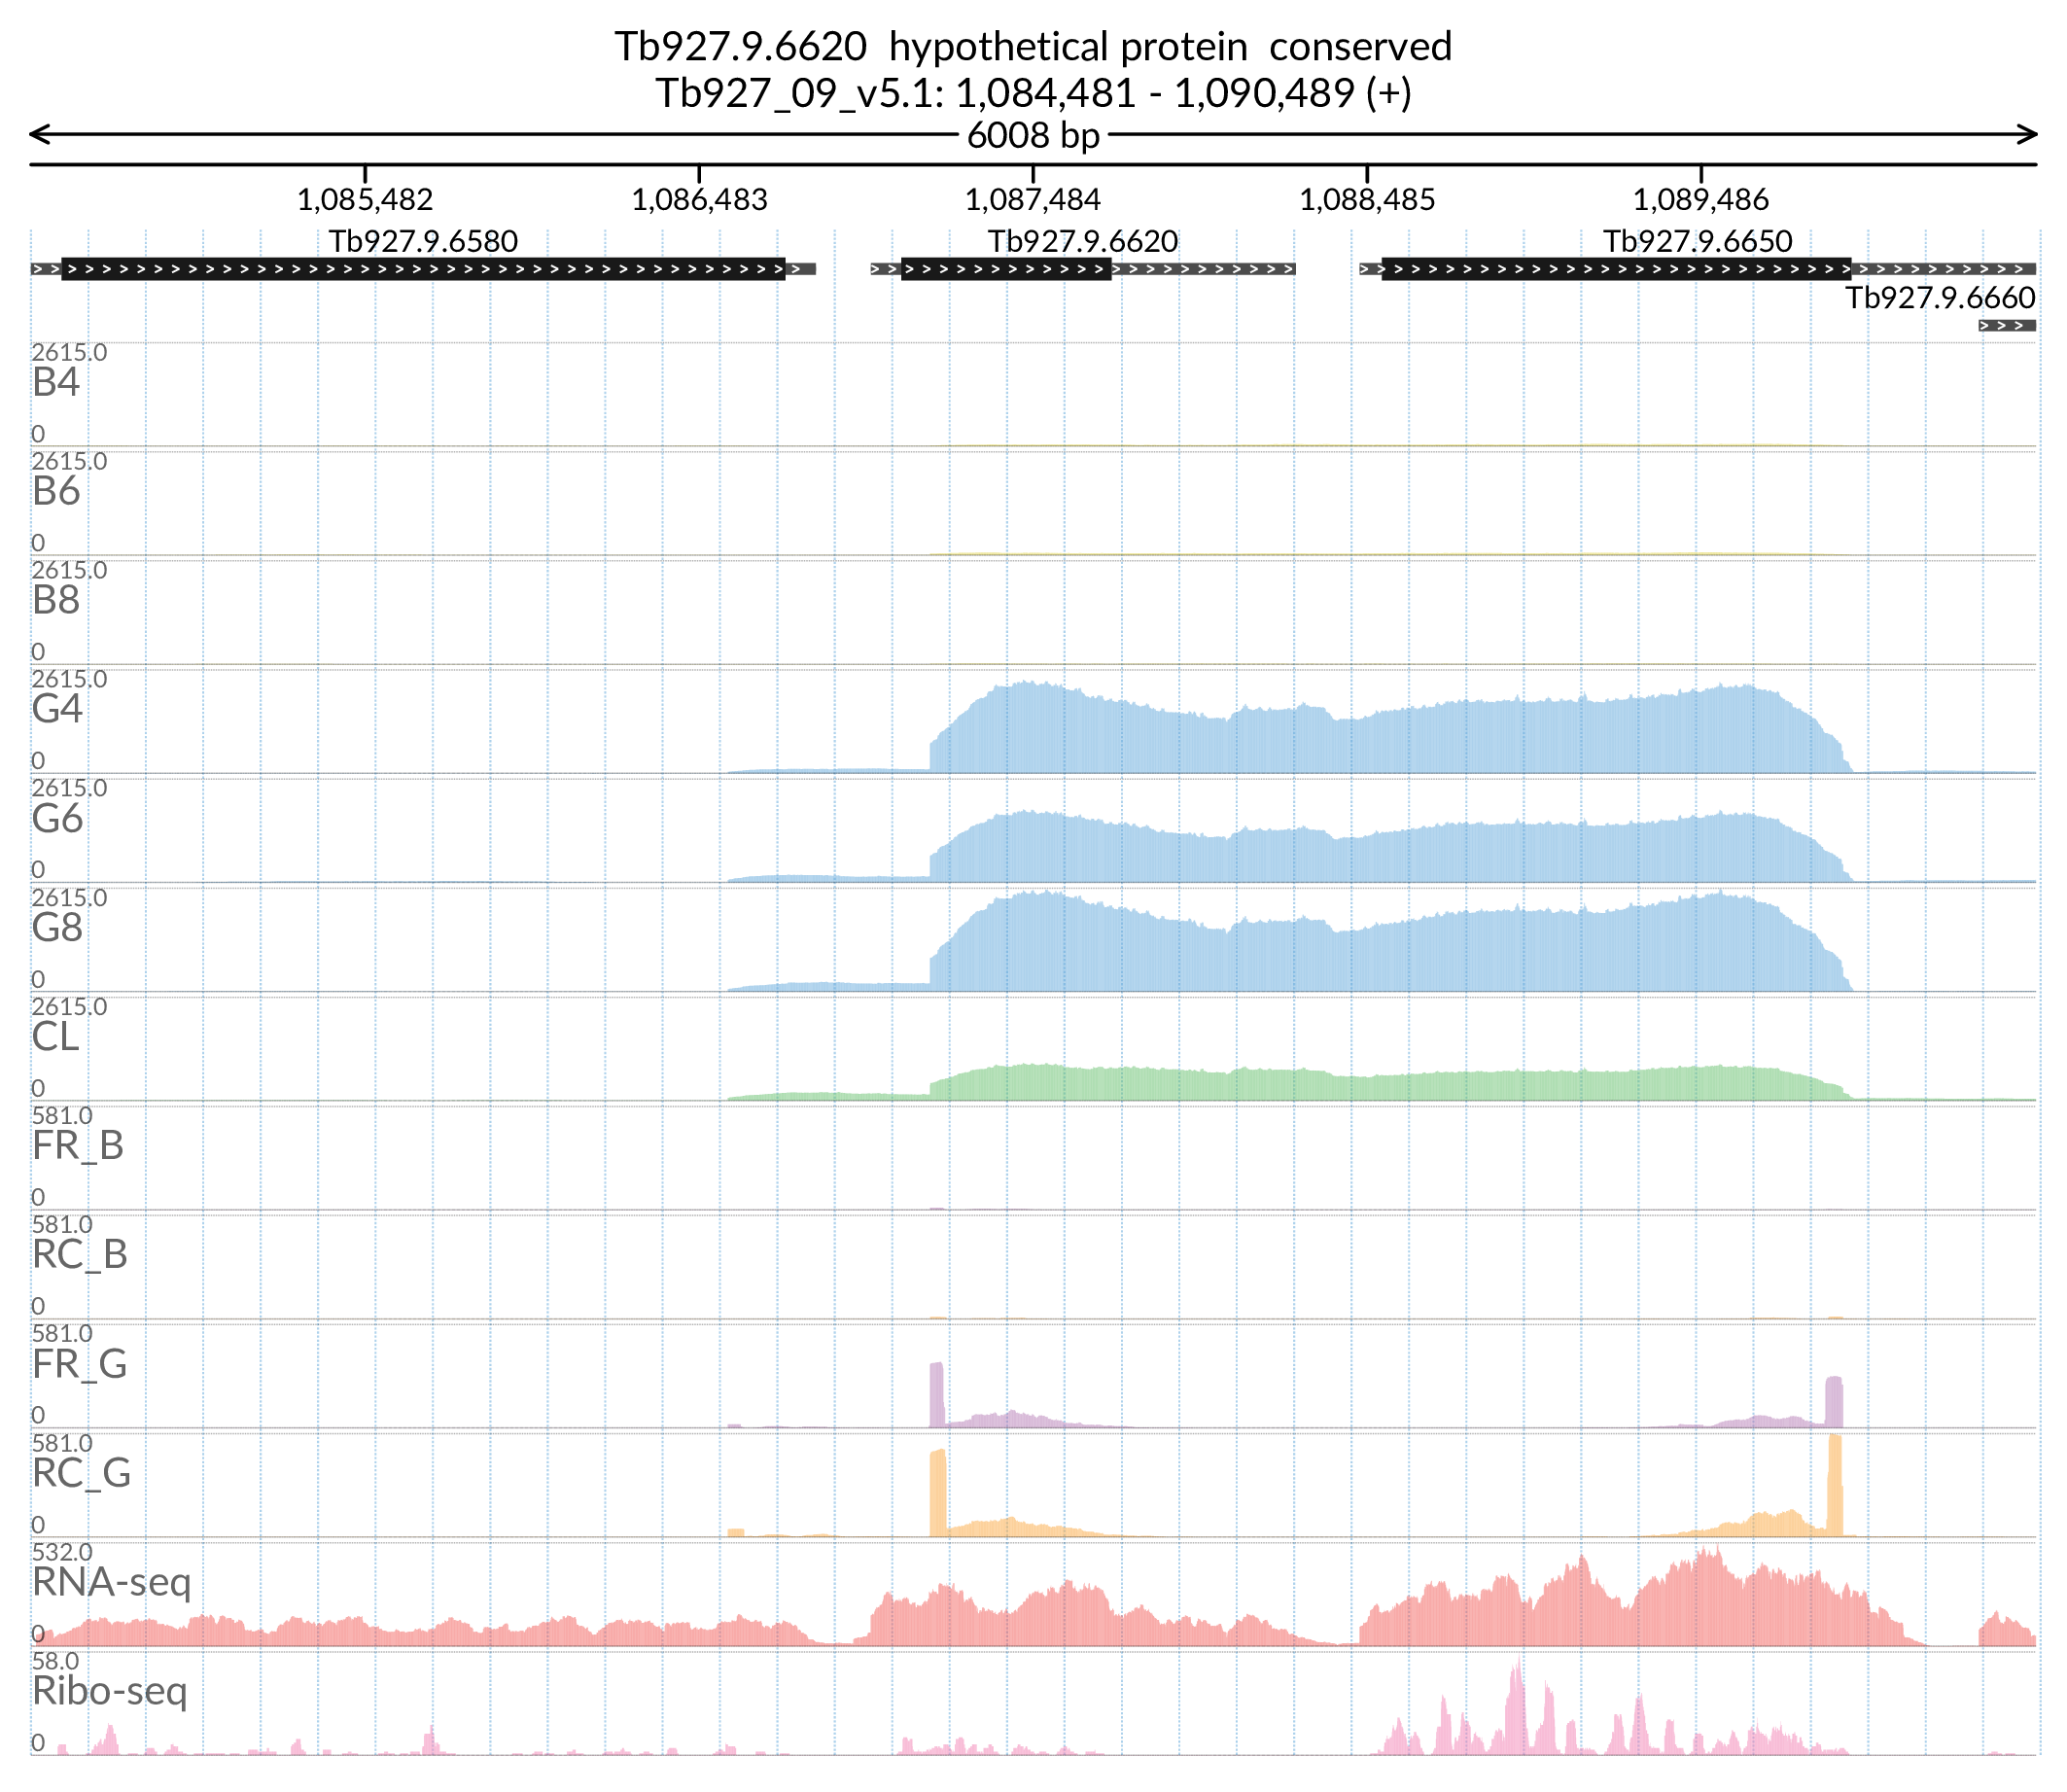 Tb927.9.6620 hypothetical protein conserved
Tb927_09_v5.1: 1,084,481 - 1,090,489 (+)
6008 bp
1,085,482 1,086,483 1,087,484 1,088,485 1,089,486
Tb927.9.6580 Tb927.9.6620 Tb927.9.6650
Tb927.9.6660
2615.0
B4
0
2615.0
B6
0
2615.0
B8
0
2615.0
G4
0
2615.0
G6
0
2615.0
G8
0
2615.0
CL
0
581.0
FR_B
0
581.0
RC_B
0
581.0
FR_G
0
581.0
RC_G
0
532.0
RNA-seq
0
58.0
Ribo-seq
0